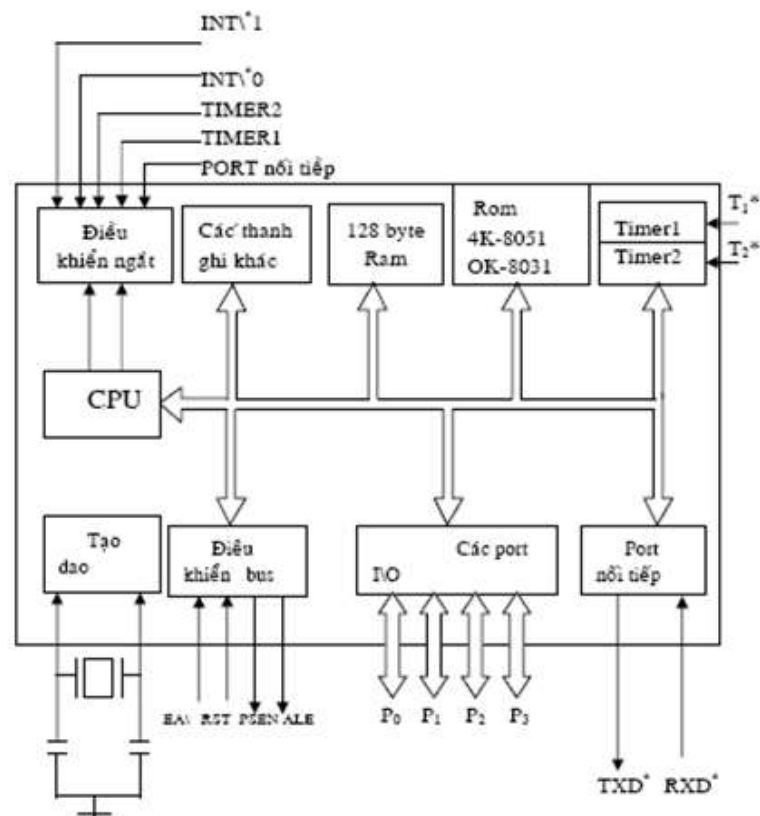 INT\*1
INT\*0
TIMER2
TIMER1
PORT nối tiếp
Điều
khiển ngắt
Các thanh
ghi khác
128 byte
Ram
Rom
4K-8051
OK-8031
Timer1
Timer2
T1*
T2*
CPU
Tạo
dao
Điều
khiển bus
Các port
I\O
Port
nối tiếp
EA\ RST PSEN ALE
P0 P1 P2 P3
TXD* RXD*